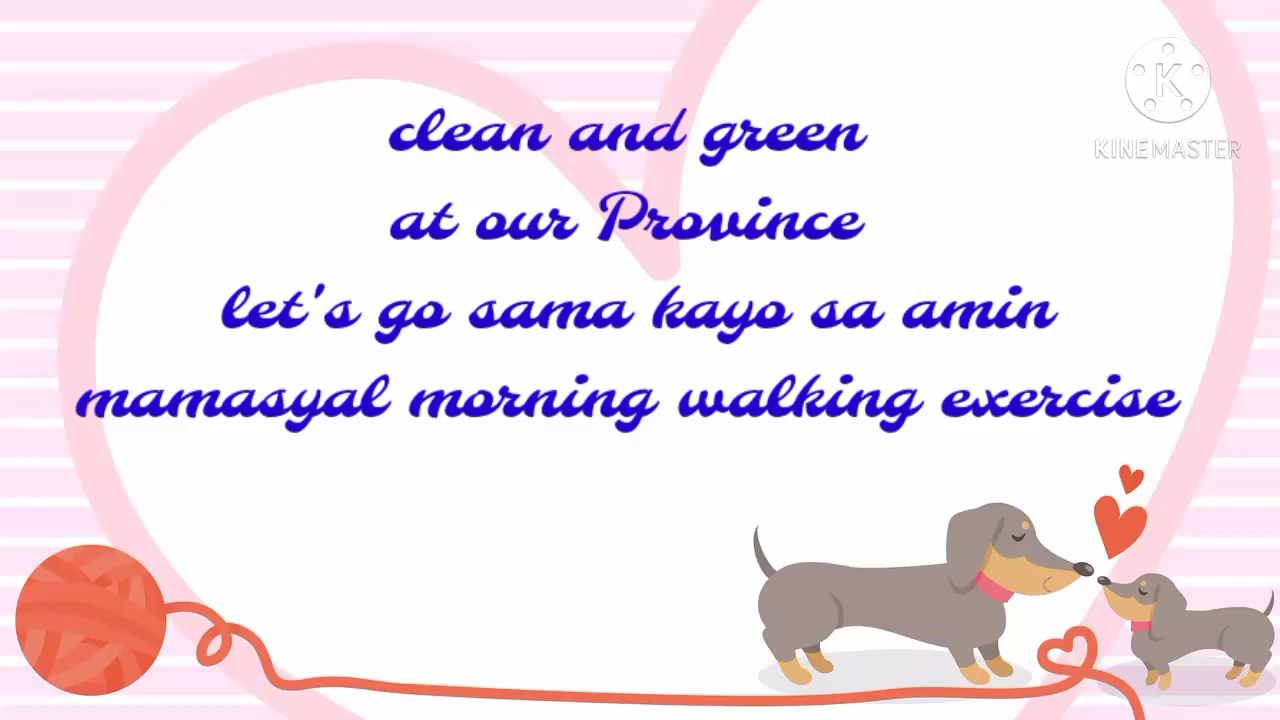 clean and green
at our Province
let's go sama kayo sa amin
mamasyal morning walking exercise
K
KINEMASTER